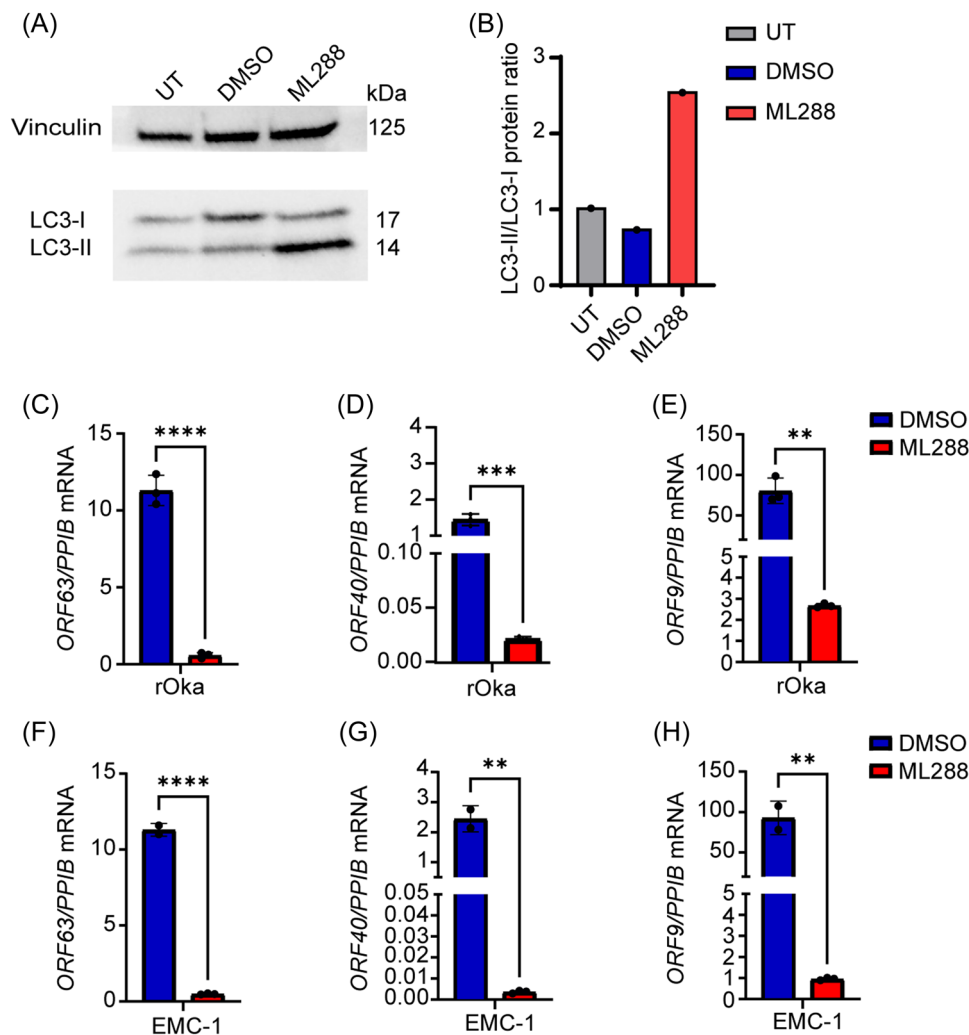 (A)
UT DMSO ML288 kDa
Vinculin 125
LC3-I 17
LC3-II 14
(B)
UT
DMSO
ML288
LC3-II/LC3-I protein ratio
3
2
1
0
UT DMSO ML288
(C)
ORF63/PPIB mRNA
15
10
5
0
****
rOka
(D)
ORF40/PPIB mRNA
4
3
2
1
0.10
0.05
0.00
***
rOka
(E)
ORF9/PPIB mRNA
150
100
75
50
5
4
3
2
1
0
**
rOka
DMSO
ML288
(F)
ORF63/PPIB mRNA
15
10
5
0
****
EMC-1
(G)
ORF40/PPIB mRNA
4
3
2
1
0.05
0.04
0.03
0.02
0.01
0.00
**
EMC-1
(H)
ORF9/PPIB mRNA
150
100
50
5
4
3
2
1
0
**
EMC-1
DMSO
ML288